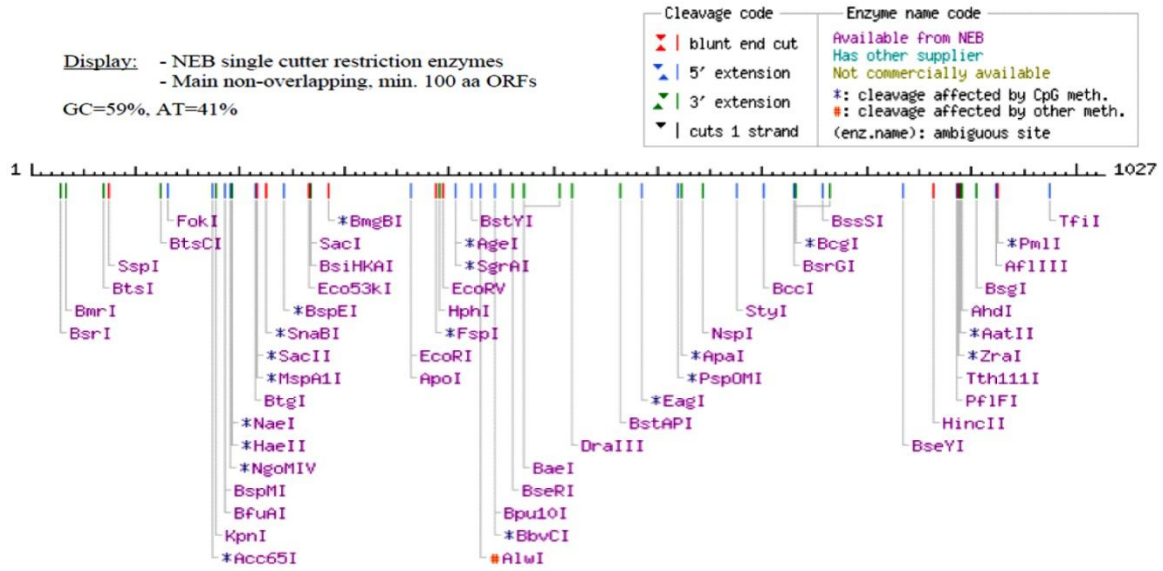 Cleavage code
blunt end cut
5' extension
3' extension
cuts 1 strand
Enzyme name code
Available from NEB
Has other supplier
Not commercially available
*: cleavage affected by CpG meth.
#: cleavage affected by other meth.
(enz.name): ambiguous site
Display: - NEB single cutter restriction enzymes
- Main non-overlapping, min. 100 aa ORFs
GC=59%, AT=41%
1 1027
FokI *BmgBI BstYI BssSI TfiI
BtsCI SacI *AgeI *BcgI *PmlI
SspI BsiHKAI *SgrAI BsrGI AflIII
BtsI Eco53kI EcoRV BccI BsgI
BmrI *BspEI HphI StyI AhdI
BsrI *SnaBI *FspI NspI *AatII
*SacII EcoRI *ApaI *ZraI
*MspA1I ApoI *PspOMI Tth111I
BtgI *EagI PflFI
*NaeI BstAPI HincII
*HaeII DraIII BseYI
*NgoMIV BaeI
BspMI BseRI
BfuAI Bpu10I
KpnI *BbvCI
*Acc65I #AlwI